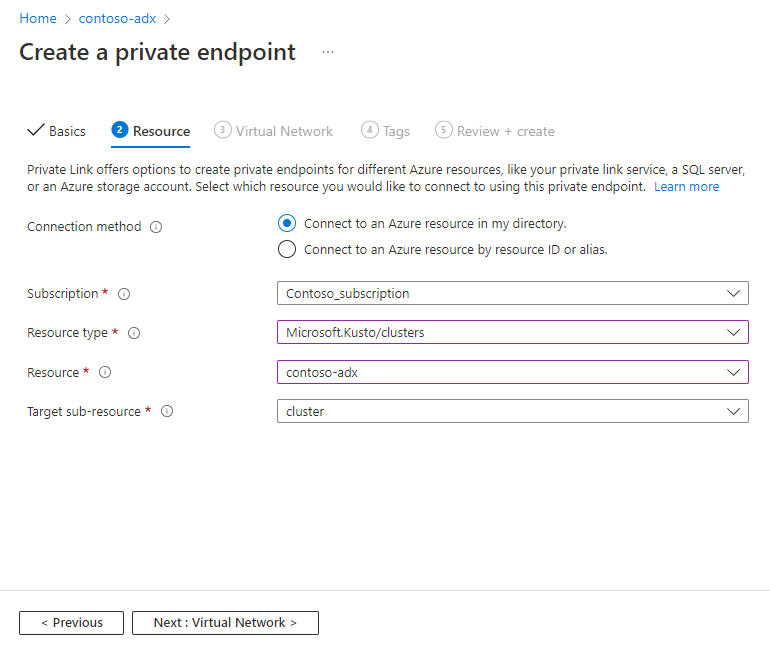 Home > contoso-adx >
Create a private endpoint ...
Basics 2 Resource 3 Virtual Network 4 Tags 5 Review + create
Private Link offers options to create private endpoints for different Azure resources, like your private link service, a SQL server,
or an Azure storage account. Select which resource you would like to connect to using this private endpoint. Learn more
Connection method
Connect to an Azure resource in my directory.
Connect to an Azure resource by resource ID or alias.
Subscription * Contoso_subscription
Resource type * Microsoft.Kusto/clusters
Resource * contoso-adx
Target sub-resource * cluster
< Previous Next : Virtual Network >